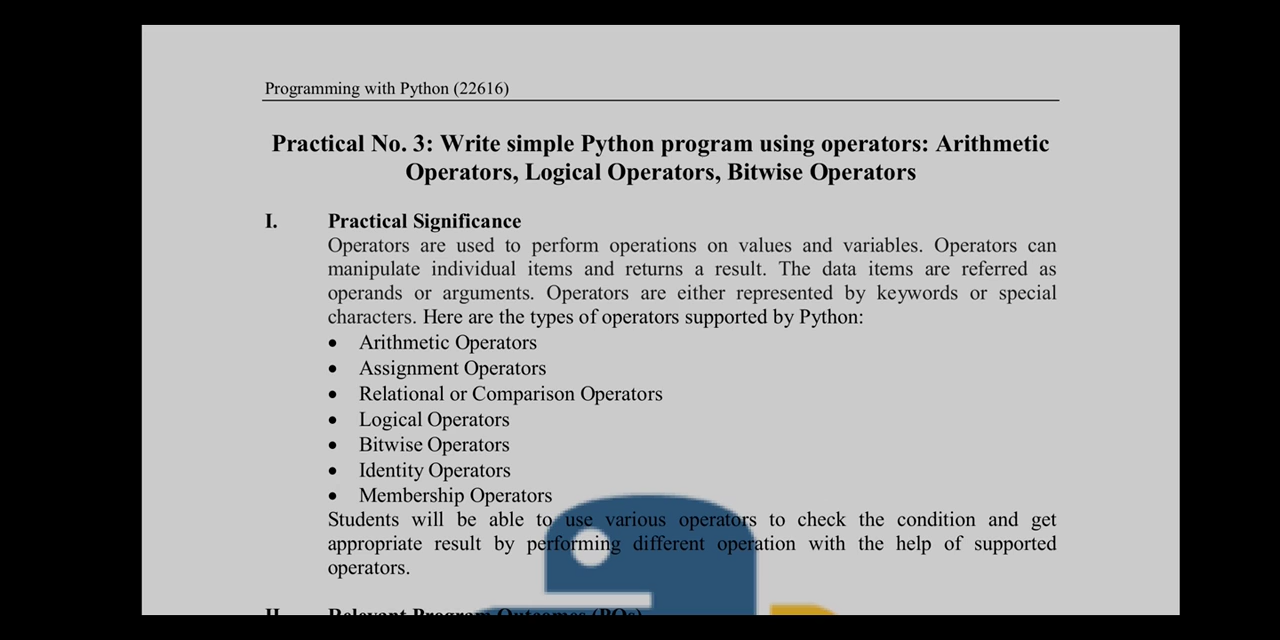 Programming with Python (22616)
Practical No. 3: Write simple Python program using operators: Arithmetic
Operators, Logical Operators, Bitwise Operators
I. Practical Significance
Operators are used to perform operations on values and variables. Operators can
manipulate individual items and returns a result. The data items are referred as
operands or arguments. Operators are either represented by keywords or special
characters. Here are the types of operators supported by Python:
• Arithmetic Operators
• Assignment Operators
• Relational or Comparison Operators
• Logical Operators
• Bitwise Operators
• Identity Operators
• Membership Operators
Students will be able to use various operators to check the condition and get
appropriate result by performing different operation with the help of supported
operators.
II. Relevant Program Outcomes (POs)